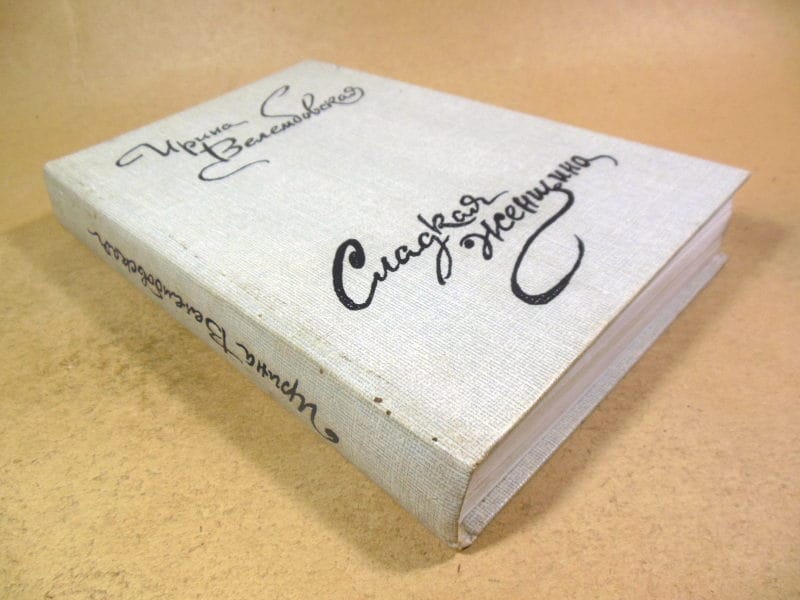 Ирина
Велембовская
Сладкая
женщина
Ирина Велембовская